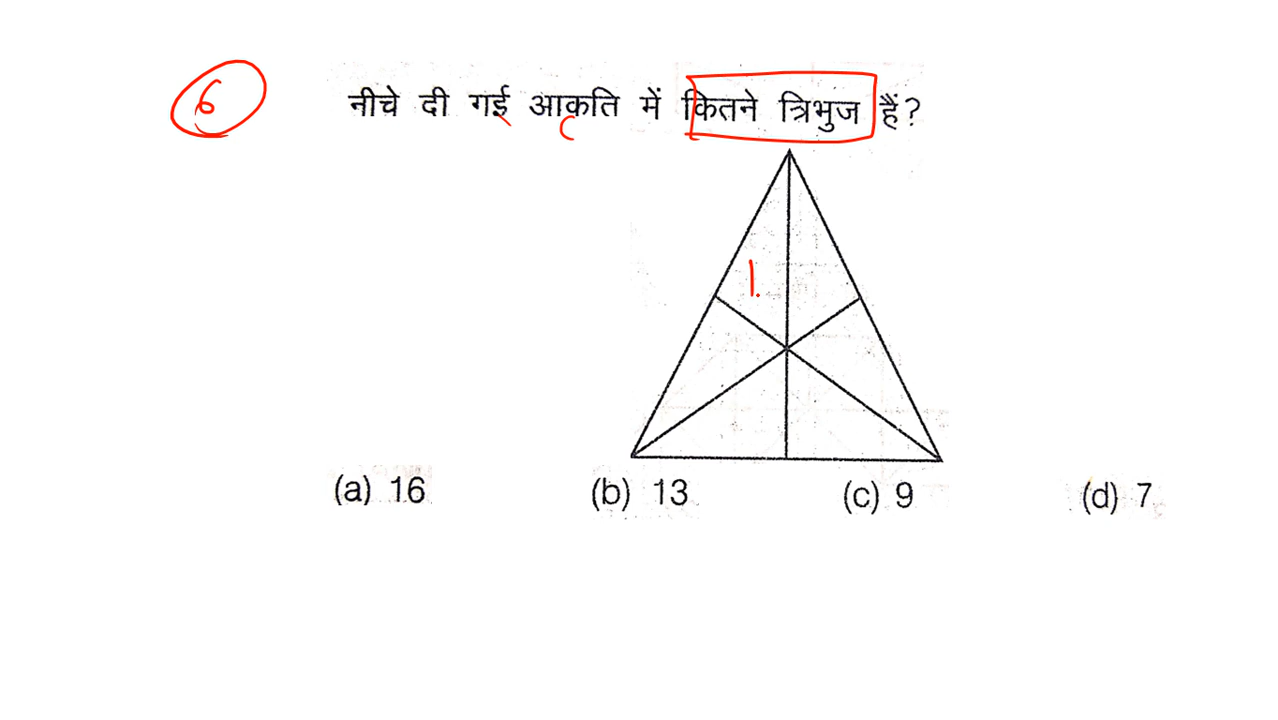 6
नीचे दी गई आकृति में कितने त्रिभुज हैं?
1.
(a) 16 (b) 13 (c) 9 (d) 7